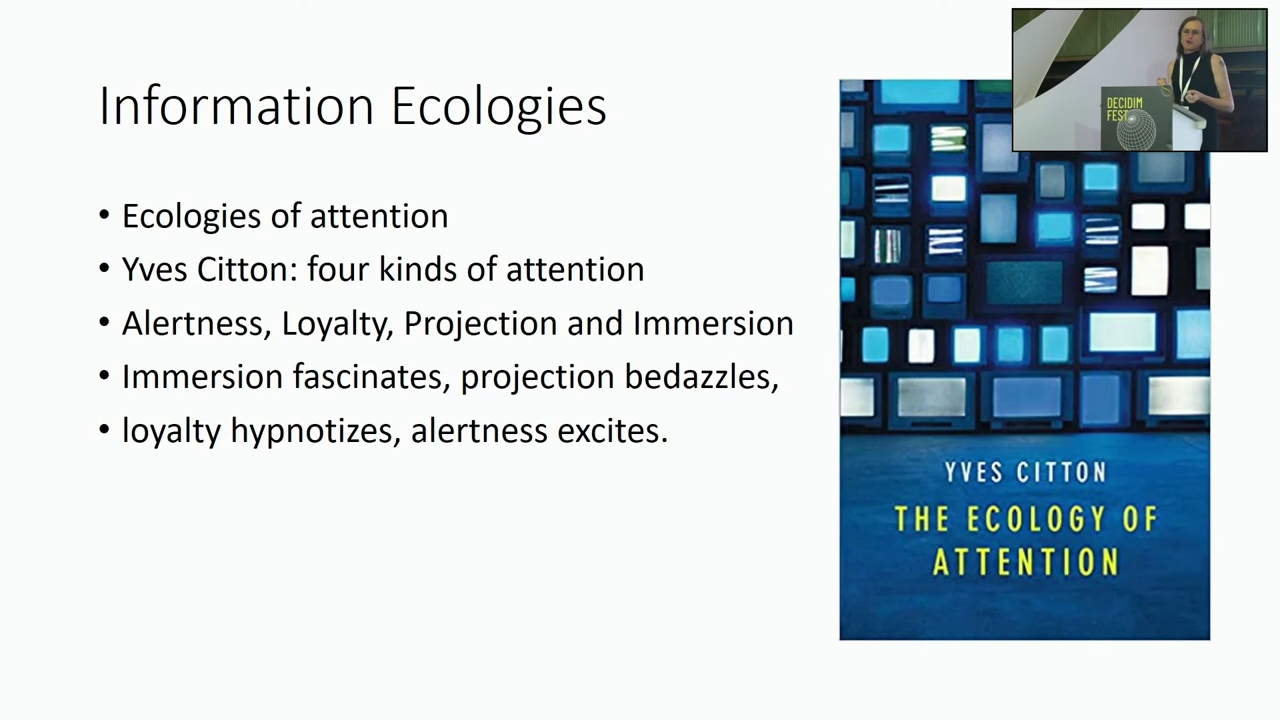 Information Ecologies
• Ecologies of attention
• Yves Citton: four kinds of attention
• Alertness, Loyalty, Projection and Immersion
• Immersion fascinates, projection bedazzles,
• loyalty hypnotizes, alertness excites.
YVES CITTON
THE ECOLOGY OF
ATTENTION
DECIDIM
FEST